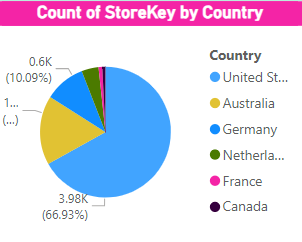 Count of StoreKey by Country
0.6K
(10.09%)
1...
(...)
3.98K
(66.93%)
Country
United St...
Australia
Germany
Netherla...
France
Canada